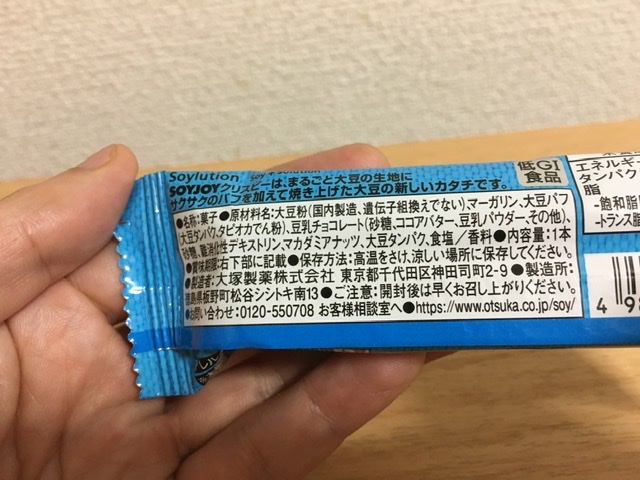 Soylution
低GI
食品
SOYJOYクリスピーは、まるごと大豆の生地に
サクサクのパフを加えて焼き上げた大豆の新しいカタチです。
●名称:菓子●原材料名:大豆粉(国内製造、遺伝子組換えでない)、マーガリン、大豆パフ(
大豆タンパク、タピオカでん粉)、豆乳チョコレート(砂糖、ココアバター、豆乳パウダー、その他)、
砂糖、難消化性デキストリン、マカダミアナッツ、大豆タンパク、食塩/香料●内容量:1本
●賞味期限:右下部に記載●保存方法:高温をさけ、涼しい場所に保存してください。
●製造者:大塚製薬株式会社 東京都千代田区神田司町2-9●製造所:
徳島県板野町松谷シントキ南13●ご注意:開封後は早くお召し上がりください。
●お問い合わせ:0120-550708 お客様相談室へ●https://www.otsuka.co.jp/soy/
エネルギー
タンパク
脂
-飽和脂
-トランス脂
4 9